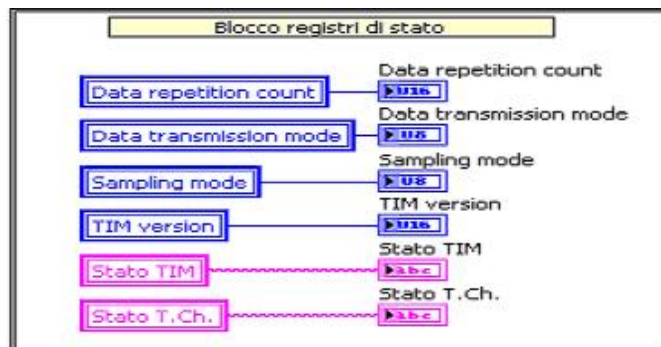 Blocco registri di stato
Data repetition count
Data repetition count
U16
Data transmission mode
Data transmission mode
U8
Sampling mode
Sampling mode
U8
TIM version
TIM version
U16
Stato TIM
Stato TIM
abc
Stato T.Ch.
Stato T.Ch.
abc